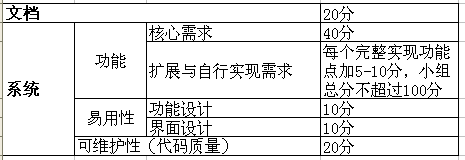 文档 20分
核心需求 40分
功能
扩展与自行实现需求
每个完整实现功能
点加5-10分，小组
总分不超过100分
系统
易用性
功能设计 10分
界面设计 10分
可维护性（代码质量） 20分